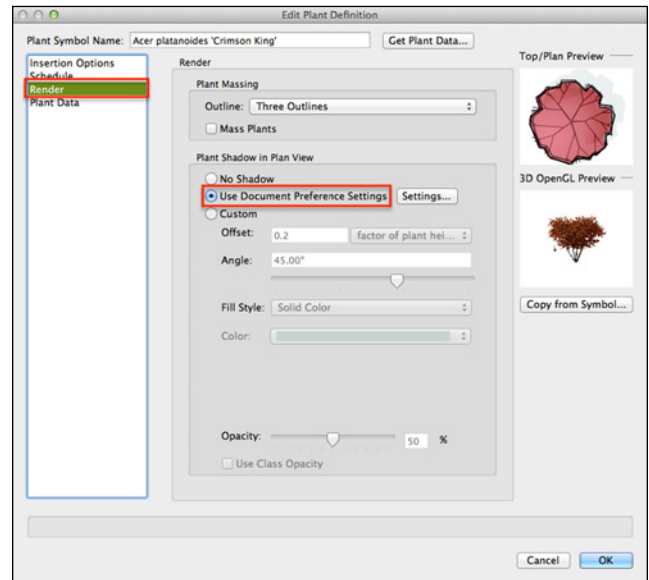 Edit Plant Definition
Plant Symbol Name: Acer platanoides 'Crimson King' Get Plant Data...
Insertion Options
Schedule
Render
Plant Data
Render
Plant Massing
Outline: Three Outlines
Mass Plants
Plant Shadow in Plan View
No Shadow
Use Document Preference Settings Settings...
Custom
Offset: 0.2 factor of plant hei...
Angle: 45.00°
Fill Style: Solid Color
Color:
Opacity: 50 %
Use Class Opacity
Top/Plan Preview
3D OpenGL Preview
Copy from Symbol...
Cancel OK